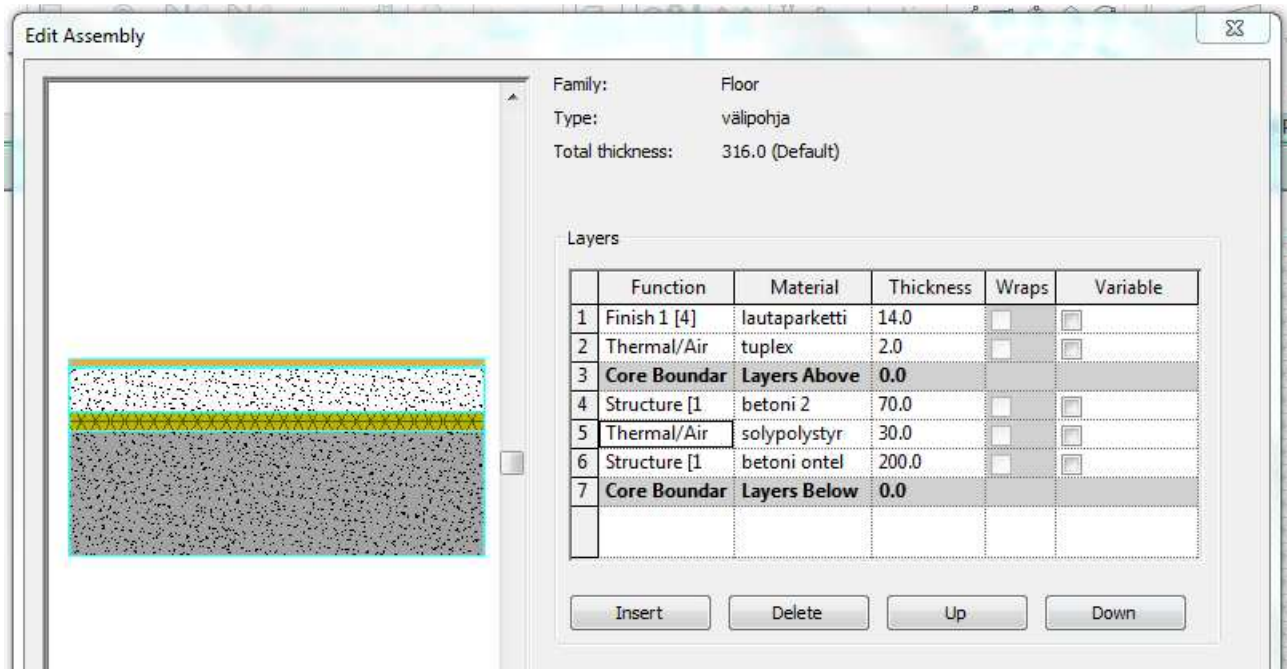 Edit Assembly
Family: Floor
Type: välipohja
Total thickness: 316.0 (Default)
Layers
Function Material Thickness Wraps Variable
1 Finish 1 [4] lautaparketti 14.0
2 Thermal/Air tuplex 2.0
3 Core Boundar Layers Above 0.0
4 Structure [1 betoni 2 70.0
5 Thermal/Air solypolystyr 30.0
6 Structure [1 betoni ontel 200.0
7 Core Boundar Layers Below 0.0
Insert Delete Up Down